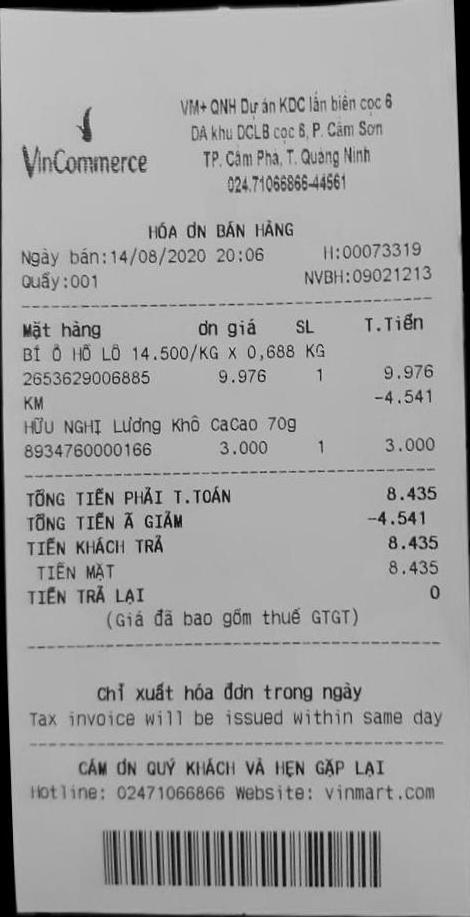 VinCommerce
VM+ QNH Dự án KDC lấn biên cọc 6
DA khu DCLB cọc 6, P. Cẩm Sơn
TP. Cẩm Phả, T. Quảng Ninh
024.71066866-44561
HÓA ƠN BÁN HÀNG
Ngày bán:14/08/2020 20:06 H:00073319
Quầy:001 NVBH:09021213
Mặt hàng ơn giá SL T.Tiền
BÍ Ô HỒ LÔ 14.500/KG X 0,688 KG
2653629006885 9.976 1 9.976
KM -4.541
HỮU NGHỊ Lương Khô CaCao 70g
8934760000166 3.000 1 3.000
TỔNG TIỀN PHẢI T.TOÁN 8.435
TỔNG TIỀN Ã GIẢM -4.541
TIỀN KHÁCH TRẢ 8.435
TIỀN MẶT 8.435
TIỀN TRẢ LẠI 0
(Giá đã bao gồm thuế GTGT)
Chỉ xuất hóa đơn trong ngày
Tax invoice will be issued within same day
CẢM ƠN QUÝ KHÁCH VÀ HẸN GẶP LẠI
Hotline: 02471066866 Website: vinmart.com